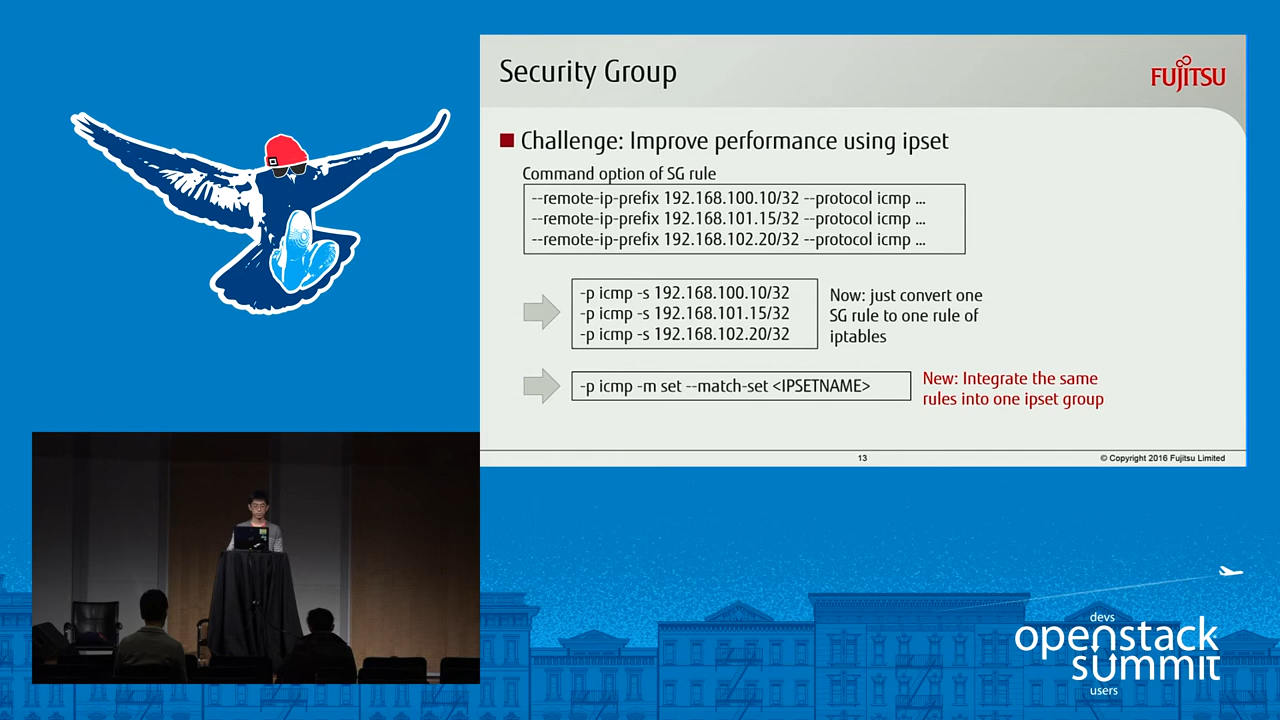 Security Group
FUJITSU
Challenge: Improve performance using ipset
Command option of SG rule
--remote-ip-prefix 192.168.100.10/32 --protocol icmp ...
--remote-ip-prefix 192.168.101.15/32 --protocol icmp ...
--remote-ip-prefix 192.168.102.20/32 --protocol icmp ...
-p icmp -s 192.168.100.10/32
-p icmp -s 192.168.101.15/32
-p icmp -s 192.168.102.20/32
Now: just convert one
SG rule to one rule of
iptables
-p icmp -m set --match-set <IPSETNAME>
New: Integrate the same
rules into one ipset group
13
© Copyright 2016 Fujitsu Limited
devs
openstack
summit
users